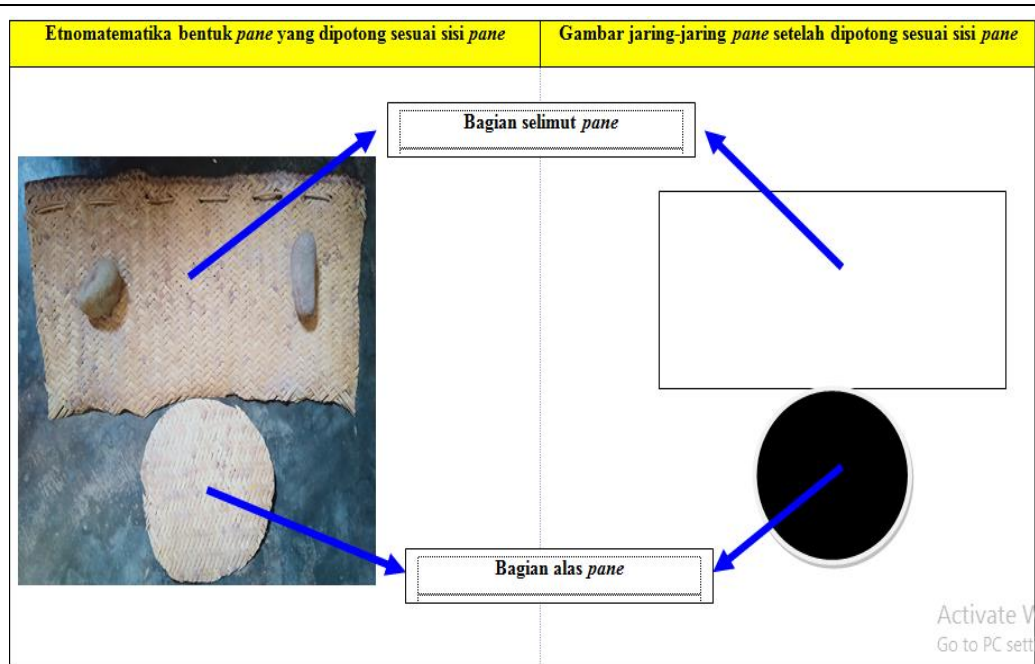 Etnomatematika bentuk pane yang dipotong sesuai sisi pane
Gambar jaring-jaring pane setelah dipotong sesuai sisi pane
Bagian selimut pane
Bagian alas pane
Activate W
Go to PC sett